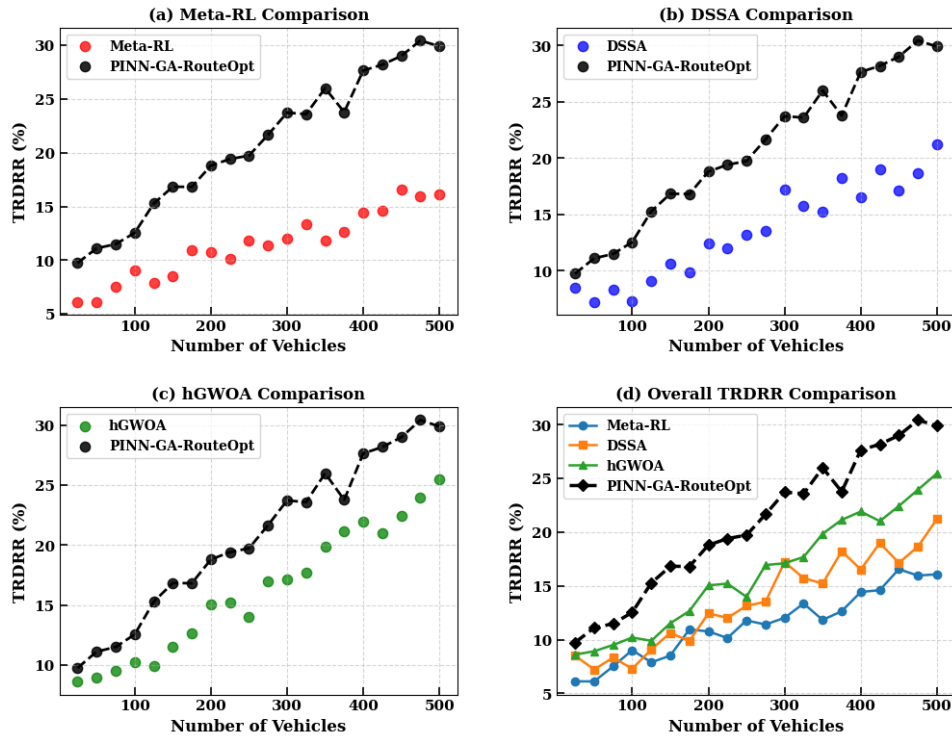 (a) Meta-RL Comparison
TRDRR (%)
30
25
20
15
10
5
Meta-RL
PINN-GA-RouteOpt
100
200
300
400
500
Number of Vehicles
(b) DSSA Comparison
TRDRR (%)
30
25
20
15
10
DSSA
PINN-GA-RouteOpt
100
200
300
400
500
Number of Vehicles
(c) hGWOA Comparison
TRDRR (%)
30
25
20
15
10
hGWOA
PINN-GA-RouteOpt
100
200
300
400
500
Number of Vehicles
(d) Overall TRDRR Comparison
TRDRR (%)
30
25
20
15
10
5
Meta-RL
DSSA
hGWOA
PINN-GA-RouteOpt
100
200
300
400
500
Number of Vehicles